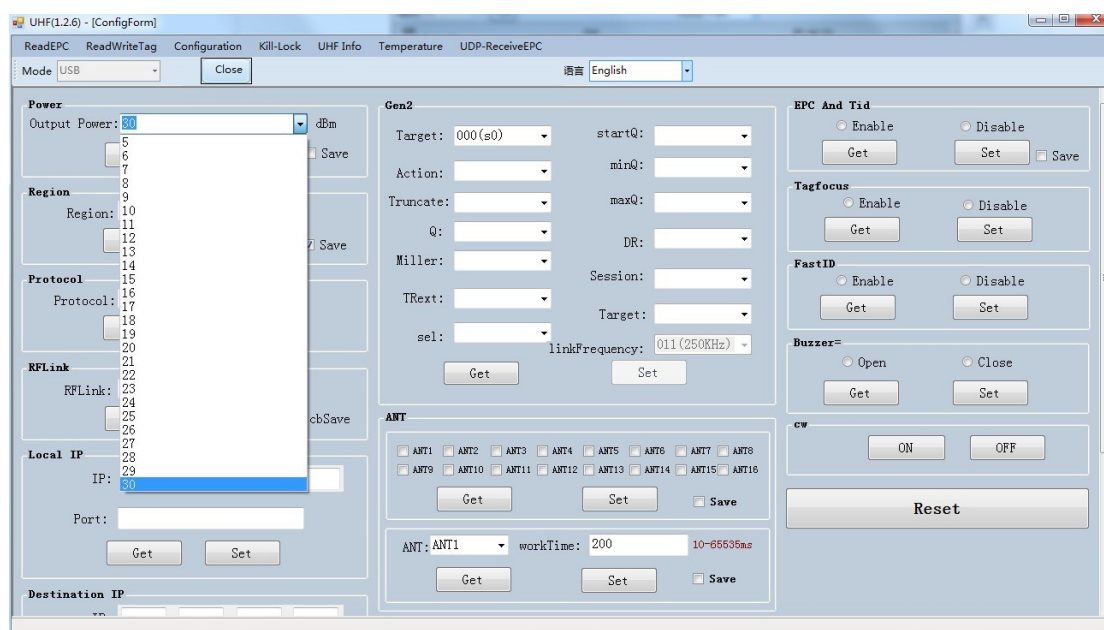 UHF(1.2.6) - [ConfigForm]
ReadEPC ReadWriteTag Configuration Kill-Lock UHF Info Temperature UDP-ReceiveEPC
Mode USB Close 语言 English
Power
Output Power: 30 dBm
5
6
7
8
9
10
11
12
13
14
15
16
17
18
19
20
21
22
23
24
25
26
27
28
29
30
Save
Region
Region:
Save
Protocol
Protocol:
RFLink
RFLink:
cbSave
Local IP
IP:
Port:
Get Set
Destination IP
Gen2
Target: 000(s0) startQ:
Action: minQ:
Truncate: maxQ:
Q: DR:
Miller: Session:
TRext: Target:
sel: linkFrequency: 011(250KHz)
Get Set
ANT
ANT1 ANT2 ANT3 ANT4 ANT5 ANT6 ANT7 ANT8
ANT9 ANT10 ANT11 ANT12 ANT13 ANT14 ANT15 ANT16
Get Set Save
ANT: ANT1 workTime: 200 10-65535ms
Get Set Save
EPC And Tid
Enable Disable
Get Set Save
Tagfocus
Enable Disable
Get Set
FastID
Enable Disable
Get Set
Buzzer=
Open Close
Get Set
cw
ON OFF
Reset